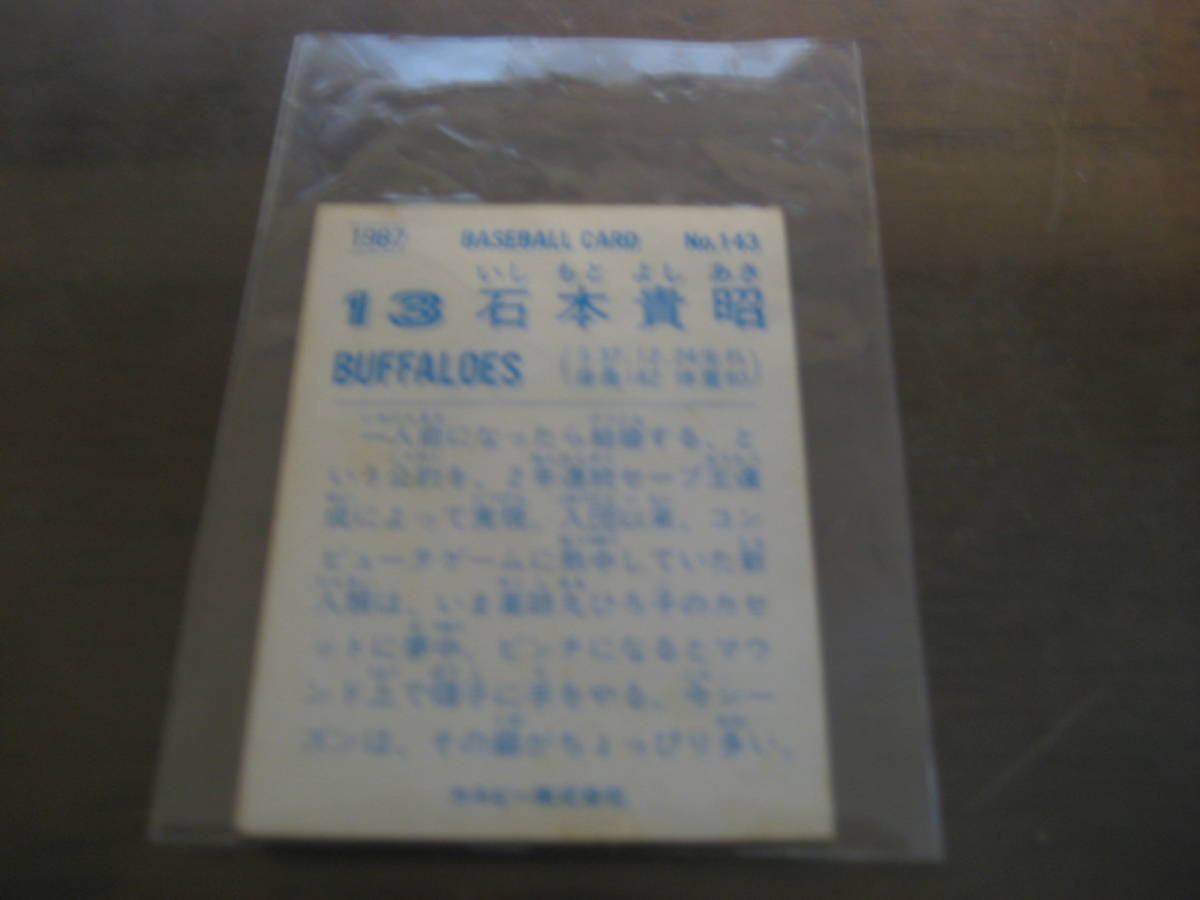 1987 BASEBALL CARD No.143
いし もと よし あき
13 石本貴昭
BUFFALOES
一人前になったら結婚する、と
いう公約を、2年連続セーブ王達
成によって実現。入団以来、コン
ピュータゲームに熱中していた新
人類は、いま薬師丸ひろ子のカセ
ットに夢中。ピンチになるとマウ
ンド上で帽子に手をやる。今シー
ズンは、その癖がちょっぴり多い。
カルビー株式会社